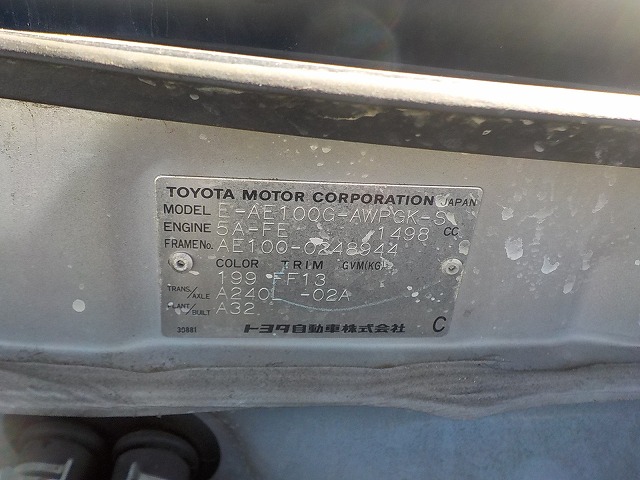 TOYOTA MOTOR CORPORATION JAPAN
MODEL E-AE100G-AWPGK-S
ENGINE 5A-FE 1498 CC
FRAME No. AE100-0248944
COLOR TRIM GVM(KG)
199 FF13
TRANS./AXLE A240L -02A
PLANT/BUILT A32
30881 トヨタ自動車株式会社 C